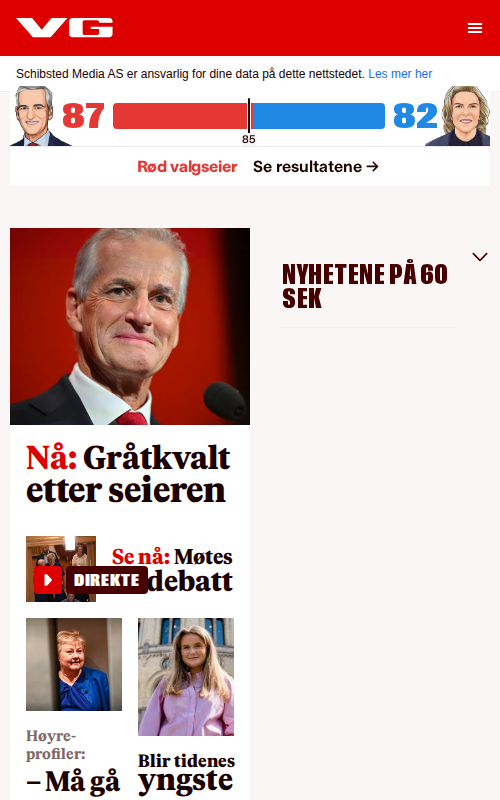 VG
Schibsted Media AS er ansvarlig for dine data på dette nettstedet. Les mer her
87
82
85
Rød valgseier Se resultatene →
NYHETENE PÅ 60
SEK
Nå: Gråtkvalt
etter seieren
Se nå: Møtes
DIREKTE
debatt
Høyre-
profiler:
– Må gå
Blir tidenes
yngste